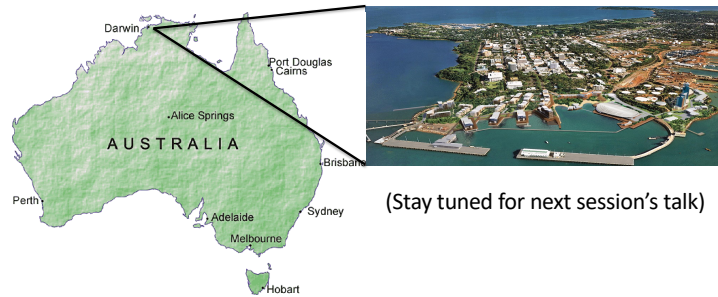 Darwin
Port Douglas
Cairns
Alice Springs
AUSTRALIA
Brisbane
Perth
Adelaide
Sydney
Melbourne
Hobart
(Stay tuned for next session's talk)